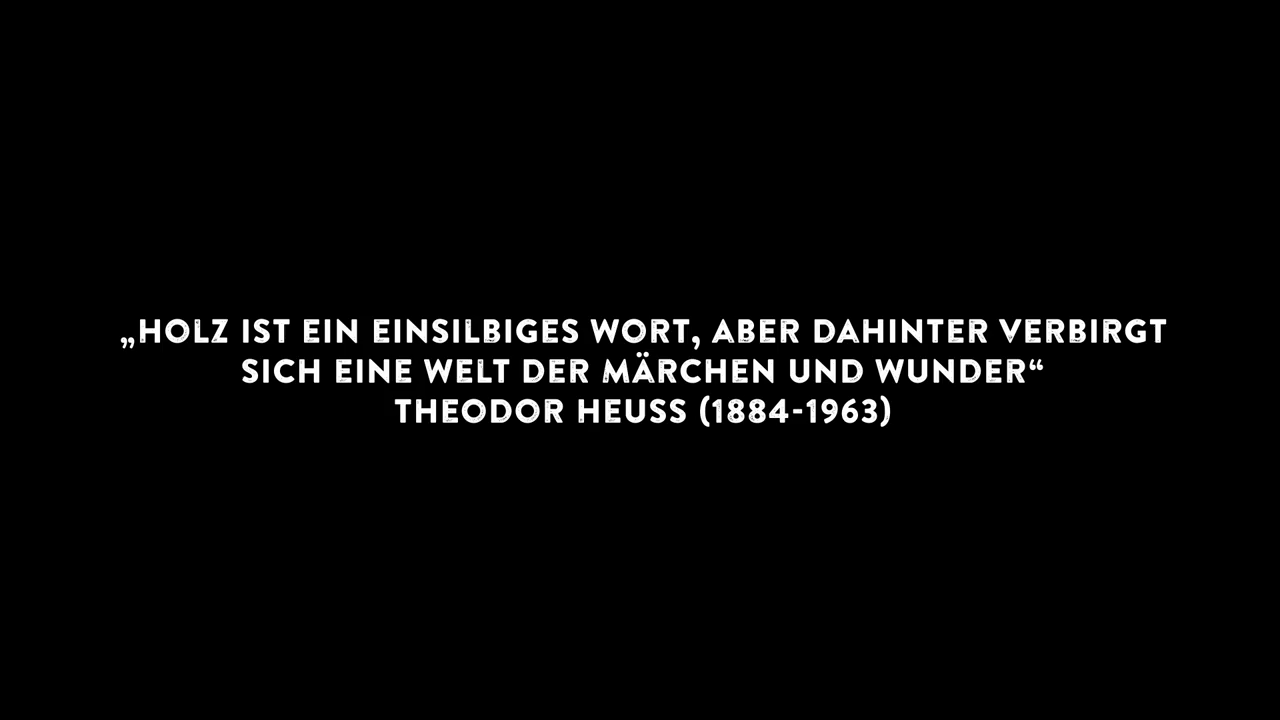 „HOLZ IST EIN EINSILBIGES WORT, ABER DAHINTER VERBIRGT
SICH EINE WELT DER MÄRCHEN UND WUNDER“
THEODOR HEUSS (1884-1963)